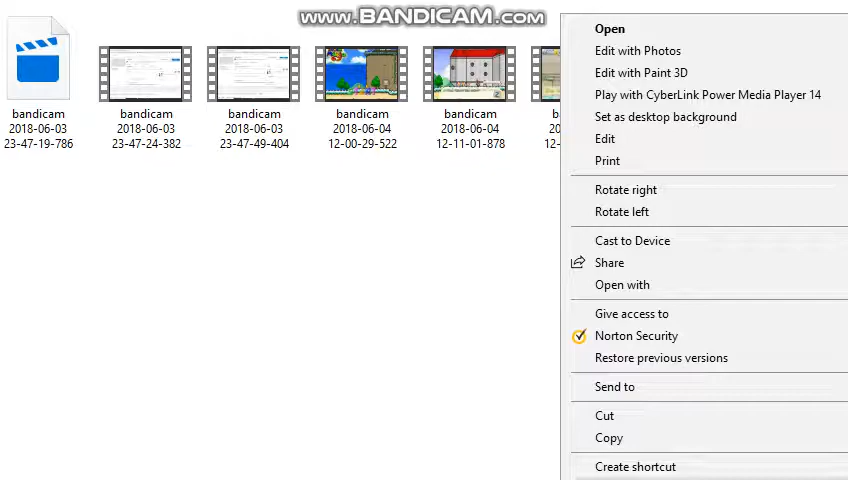 www.BANDICAM.com
bandicam
2018-06-03
23-47-19-786
bandicam
2018-06-03
23-47-24-382
bandicam
2018-06-03
23-47-49-404
bandicam
2018-06-04
12-00-29-522
bandicam
2018-06-04
12-11-01-878
Open
Edit with Photos
Edit with Paint 3D
Play with CyberLink Power Media Player 14
Set as desktop background
Edit
Print
Rotate right
Rotate left
Cast to Device
Share
Open with
Give access to
Norton Security
Restore previous versions
Send to
Cut
Copy
Create shortcut